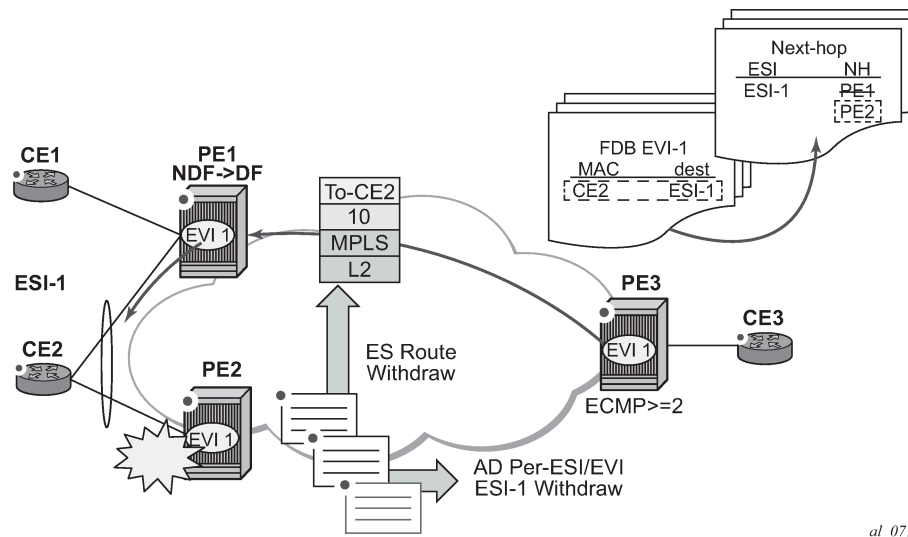 Next-hop
ESI NH
ESI-1 PE1
PE2
FDB EVI-1
MAC dest
CE2 ESI-1
CE1
PE1
NDF->DF
EVI 1
To-CE2
10
MPLS
L2
ESI-1
CE2
PE2
EVI 1
ES Route
Withdraw
AD Per-ESI/EVI
ESI-1 Withdraw
PE3
EVI 1
ECMP>=2
CE3
al_07